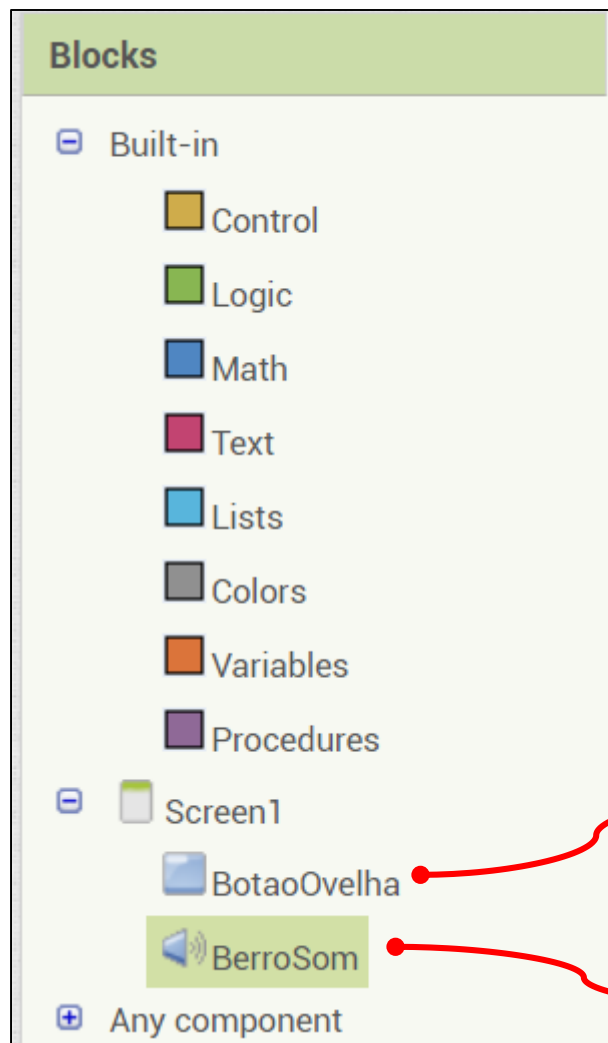 Blocks
Built-in
Control
Logic
Math
Text
Lists
Colors
Variables
Procedures
Screen1
BotaoOvelha
BerroSom
Any component